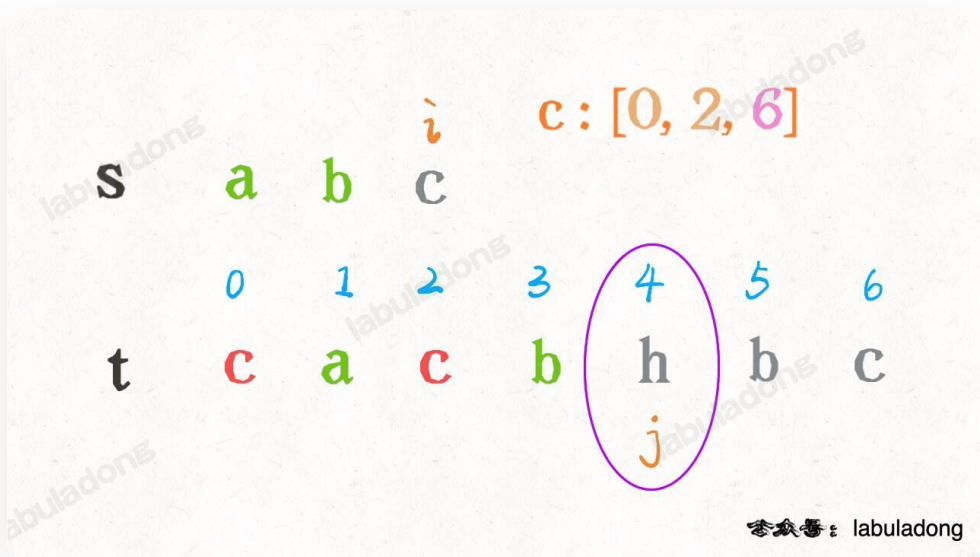 i c : [0, 2, 6]
s a b c
0 1 2 3 4 5 6
t c a c b h b c
j
公众号：labuladong
labuladong
labuladong
labuladong
labuladong
labuladong